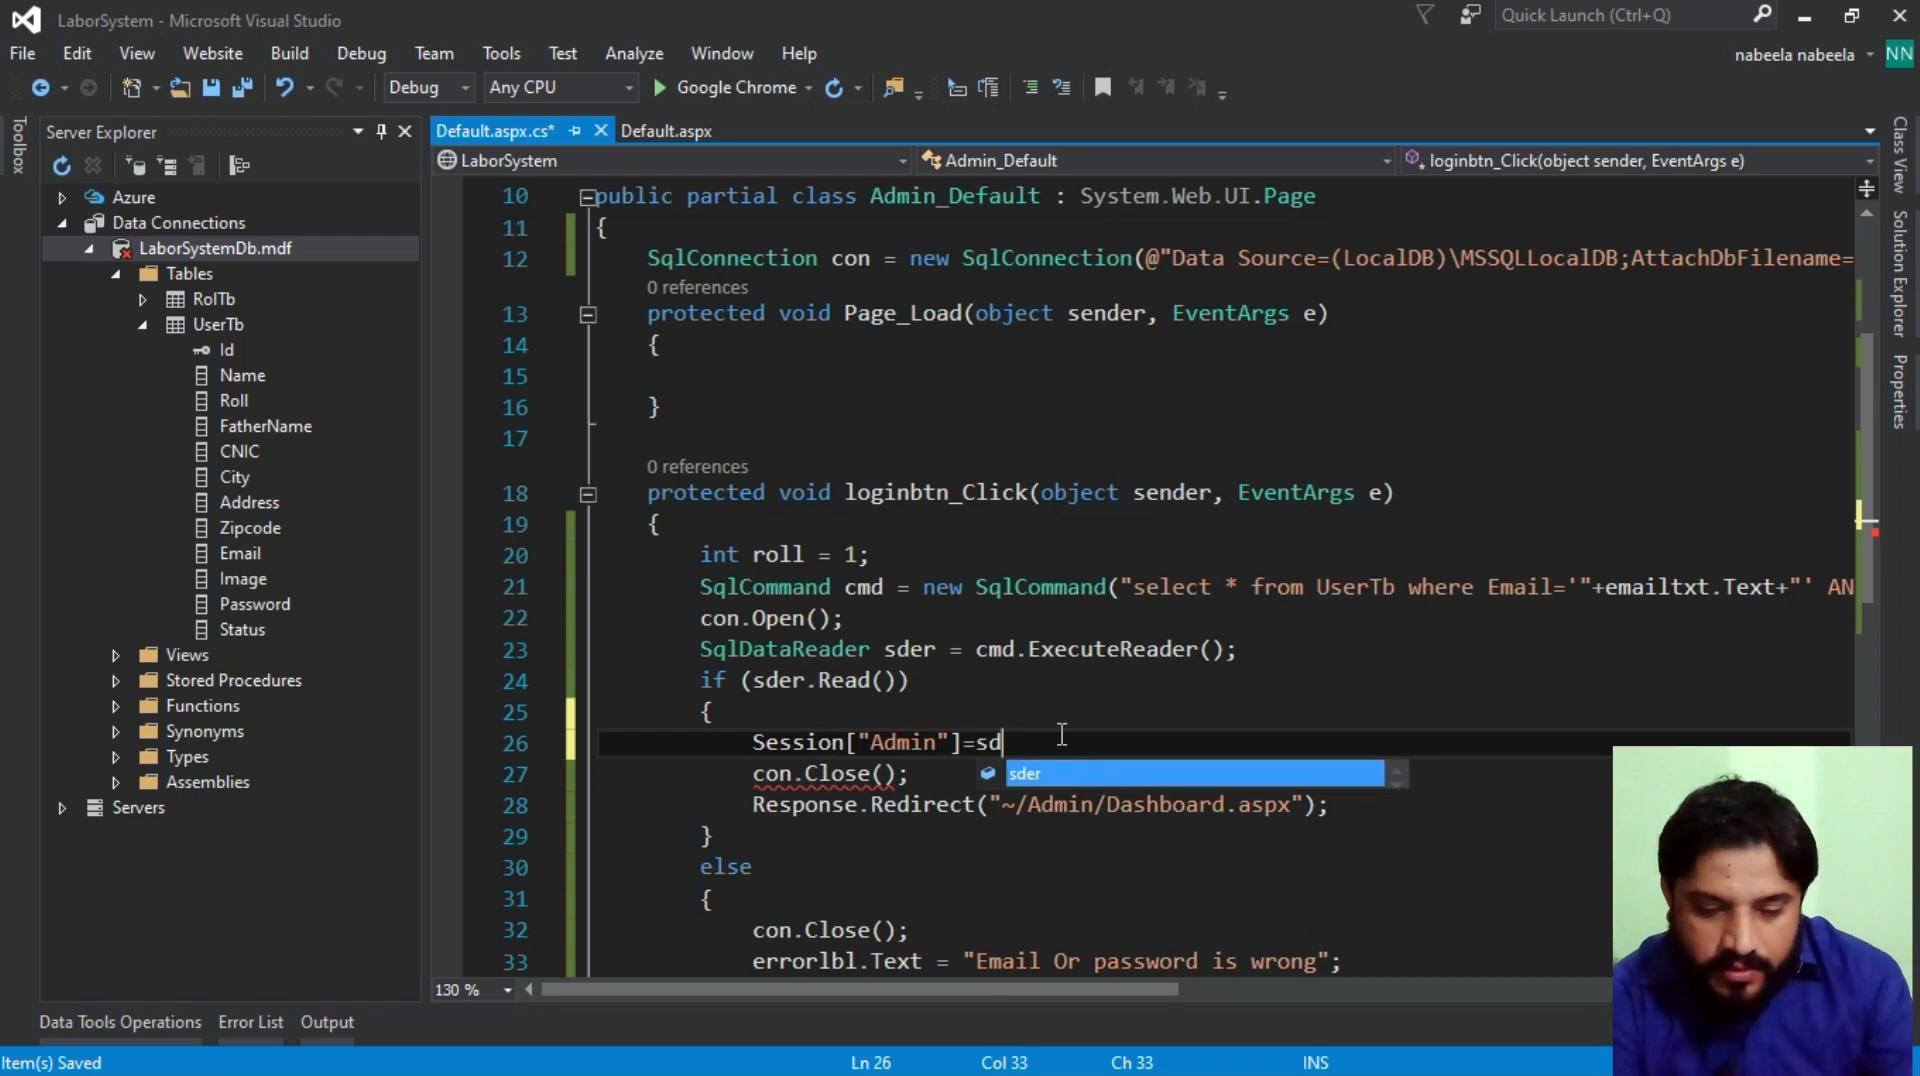 LaborSystem - Microsoft Visual Studio
Quick Launch (Ctrl+Q)
File Edit View Website Build Debug Team Tools Test Analyze Window Help
nabeela nabeela NN
Debug Any CPU Google Chrome
Toolbox
Server Explorer
Azure
Data Connections
LaborSystemDb.mdf
Tables
RolTb
UserTb
Id
Name
Roll
FatherName
CNIC
City
Address
Zipcode
Email
Image
Password
Status
Views
Stored Procedures
Functions
Synonyms
Types
Assemblies
Servers
Default.aspx.cs* Default.aspx
LaborSystem Admin_Default loginbtn_Click(object sender, EventArgs e)
10 public partial class Admin_Default : System.Web.UI.Page
11 {
12 SqlConnection con = new SqlConnection(@"Data Source=(LocalDB)\MSSQLLocalDB;AttachDbFilename=
0 references
13 protected void Page_Load(object sender, EventArgs e)
14 {
15
16 }
17
0 references
18 protected void loginbtn_Click(object sender, EventArgs e)
19 {
20 int roll = 1;
21 SqlCommand cmd = new SqlCommand("select * from UserTb where Email='"+emailtxt.Text+"' AN
22 con.Open();
23 SqlDataReader sder = cmd.ExecuteReader();
24 if (sder.Read())
25 {
26 Session["Admin"]=sd
27 con.Close(); sder
28 Response.Redirect("~/Admin/Dashboard.aspx");
29 }
30 else
31 {
32 con.Close();
33 errorlbl.Text = "Email Or password is wrong";
130 %
Class View
Solution Explorer
Properties
Data Tools Operations Error List Output
Item(s) Saved Ln 26 Col 33 Ch 33 INS